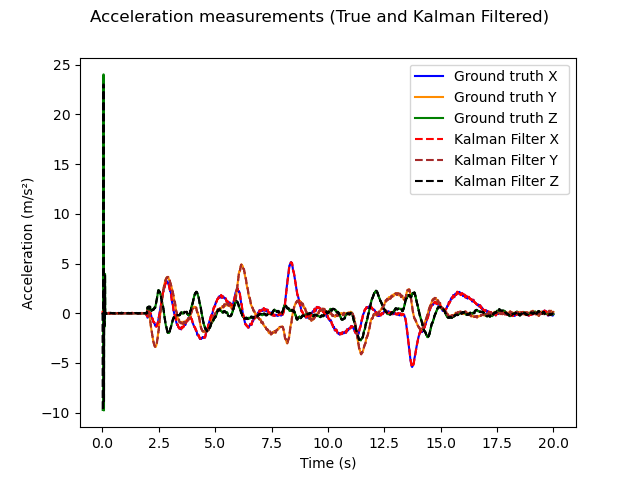 Acceleration measurements (True and Kalman Filtered)
Ground truth X
Ground truth Y
Ground truth Z
Kalman Filter X
Kalman Filter Y
Kalman Filter Z
Acceleration (m/s²)
25
20
15
10
5
0
−5
−10
0.0 2.5 5.0 7.5 10.0 12.5 15.0 17.5 20.0
Time (s)